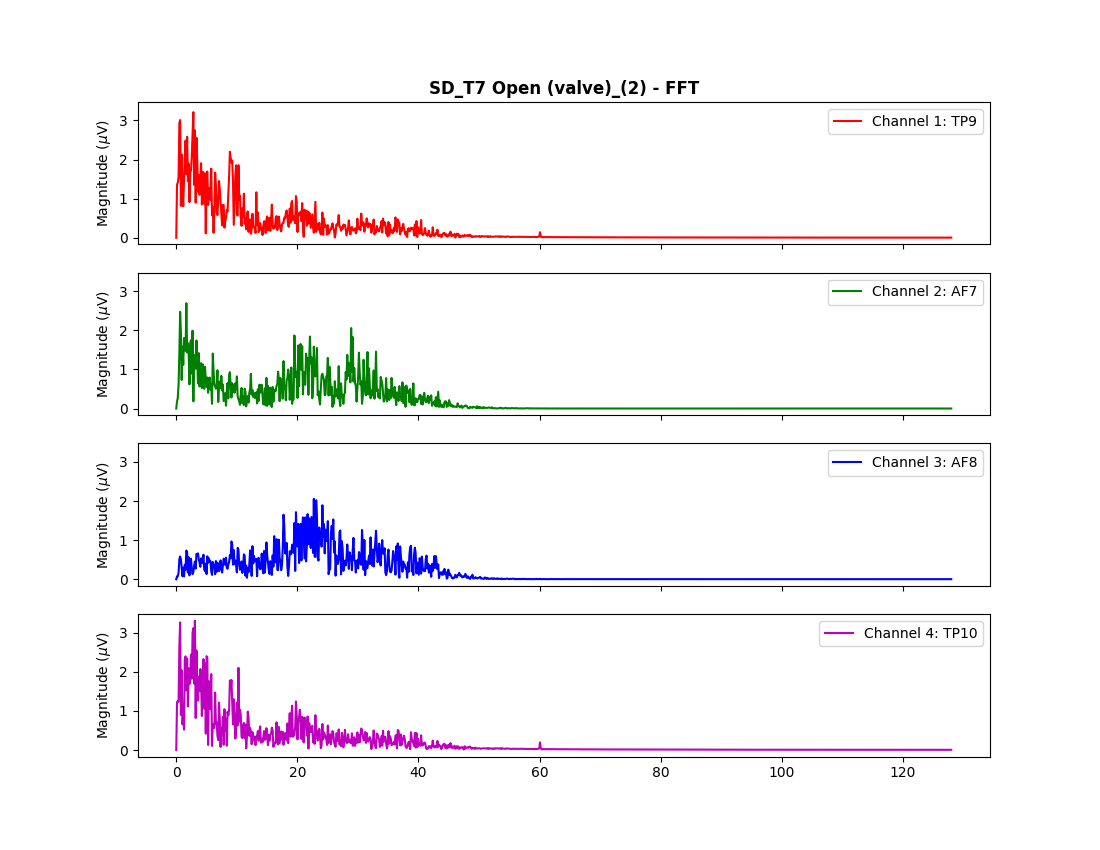 SD_T7 Open (valve)_(2) - FFT
Magnitude (μV)
3
2
1
0
Channel 1: TP9
Magnitude (μV)
3
2
1
0
Channel 2: AF7
Magnitude (μV)
3
2
1
0
Channel 3: AF8
Magnitude (μV)
3
2
1
0
Channel 4: TP10
0 20 40 60 80 100 120